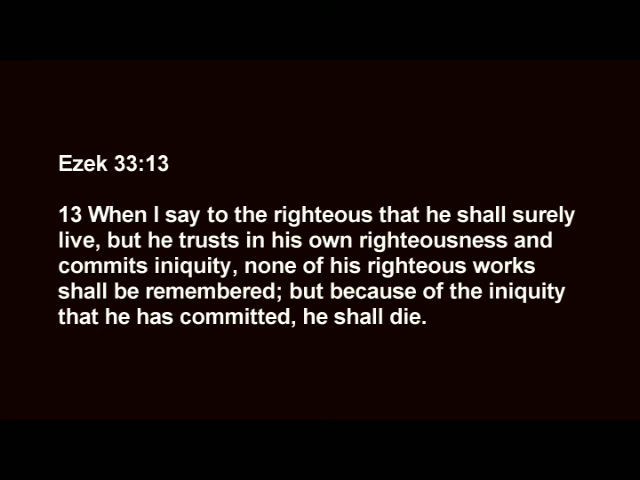 Ezek 33:13
13 When I say to the righteous that he shall surely
live, but he trusts in his own righteousness and
commits iniquity, none of his righteous works
shall be remembered; but because of the iniquity
that he has committed, he shall die.